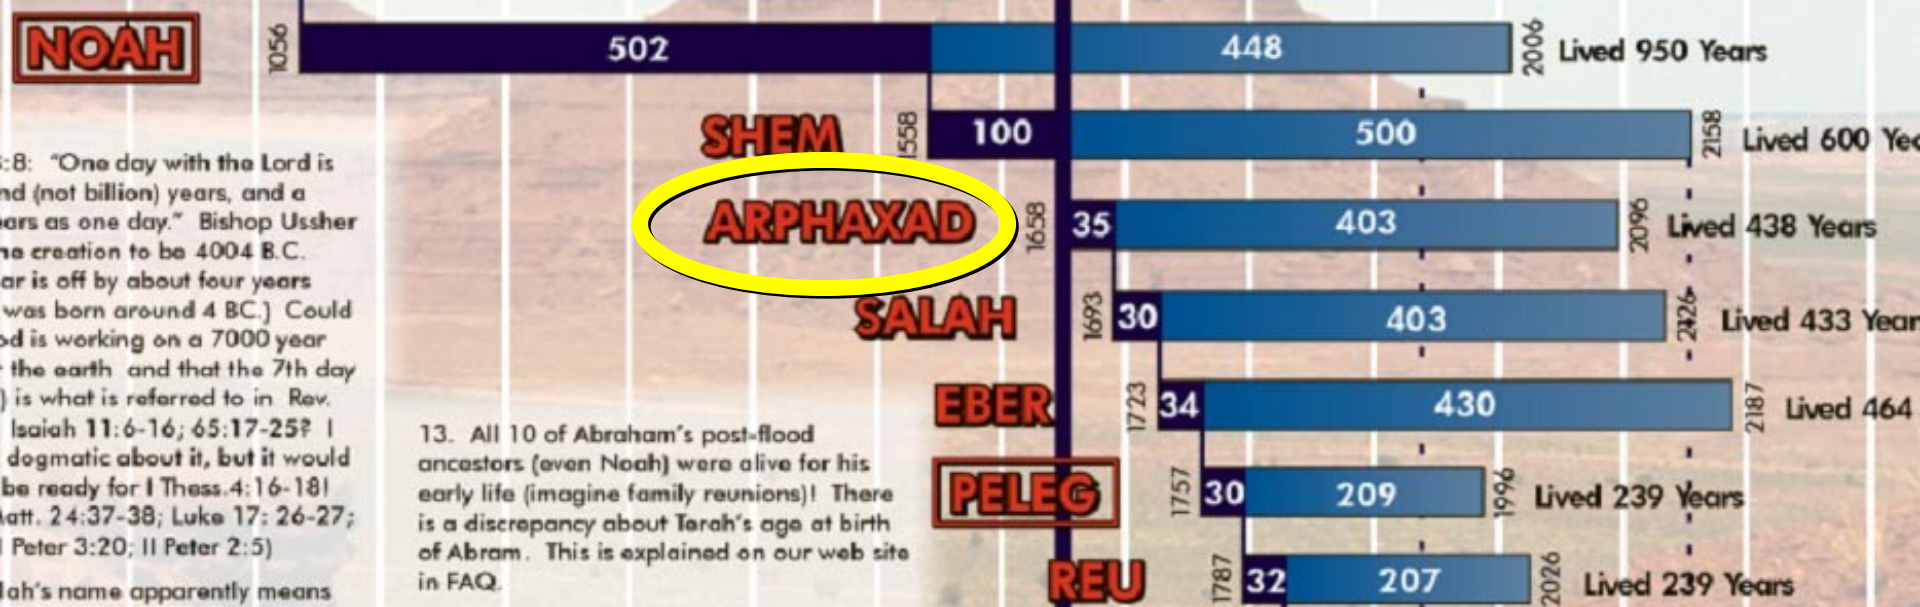 NOAH
1056
502
448
2006
Lived 950 Years
SHEM
1558
100
500
2158
Lived 600
ARPHAXAD
1658
35
403
2096
Lived 438 Years
SALAH
1693
30
403
2126
Lived 433
EBER
1723
34
430
2187
Lived 464
PELEG
1757
30
209
1996
Lived 239 Years
REU
1787
32
207
2026
Lived 239 Years
:8: "One day with the Lord is
nd (not billion) years, and a
ars as one day." Bishop Ussher
creation to be 4004 B.C.
ar is off by about four years
was born around 4 BC.) Could
od is working on a 7000 year
the earth and that the 7th day
) is what is referred to in Rev.
Isaiah 11:6-16; 65:17-25? I
dogmatic about it, but it would
be ready for I Thess.4:16-18!
att. 24:37-38; Luke 17: 26-27;
Peter 3:20; II Peter 2:5)
ah's name apparently means
13. All 10 of Abraham's post-flood
ancestors (even Noah) were alive for his
early life (imagine family reunions)! There
is a discrepancy about Terah's age at birth
of Abram. This is explained on our web site
in FAQ.